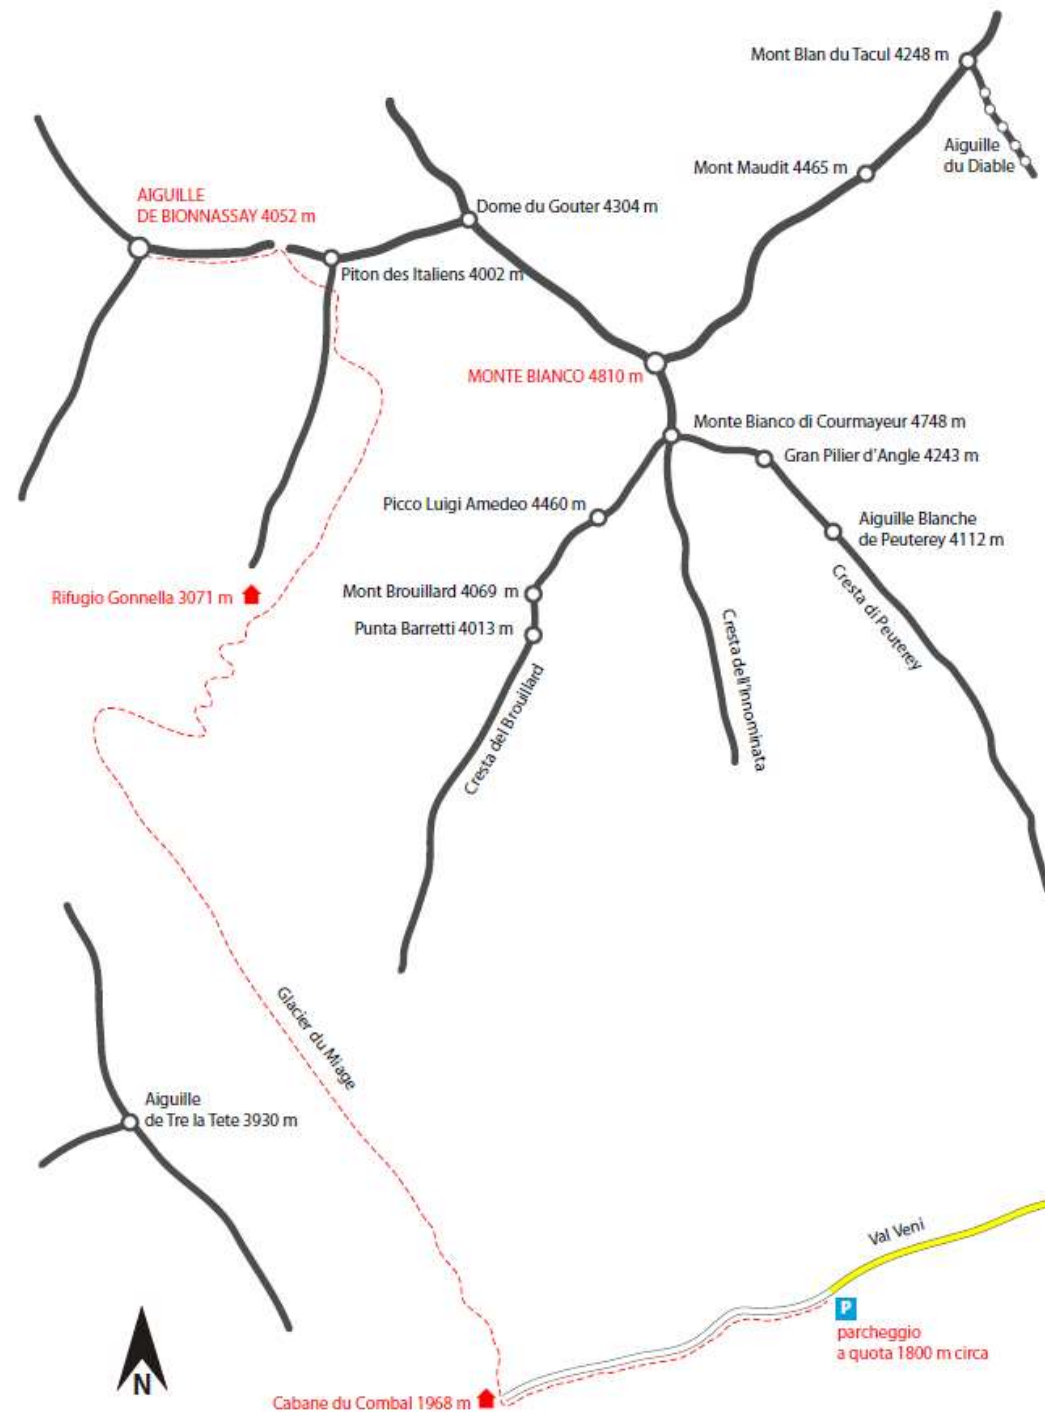 Mont Blan du Tacul 4248 m
Aiguille
du Diable
Mont Maudit 4465 m
AIGUILLE
DE BIONNASSAY 4052 m
Dome du Gouter 4304 m
Piton des Italiens 4002 m
MONTE BIANCO 4810 m
Monte Bianco di Courmayeur 4748 m
Gran Pilier d'Angle 4243 m
Picco Luigi Amedeo 4460 m
Aiguille Blanche
de Peuterey 4112 m
Rifugio Gonnella 3071 m
Mont Brouillard 4069 m
Punta Barretti 4013 m
Cresta di Peuterey
Cresta dell'Innominata
Cresta del Brouillard
Glacier du Miage
Aiguille
de Tre la Tete 3930 m
Val Veni
P
parcheggio
a quota 1800 m circa
N
Cabane du Combal 1968 m